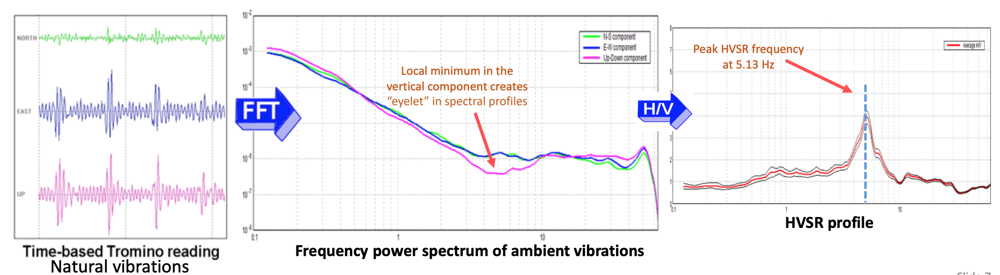 NORTH
EAST
UP
Time-based Tromino reading
Natural vibrations
FFT
10-2
10-3
10-4
10-6
10-7
10-8
0.1
1
10
N-S component
E-W component
Up-Down component
Local minimum in the
vertical component creates
“eyelet” in spectral profiles
Frequency power spectrum of ambient vibrations
H/V
8
7
6
5
3
2
1
0
0.1
1
10
Average H/V
Peak HVSR frequency
at 5.13 Hz
HVSR profile
Slide 7